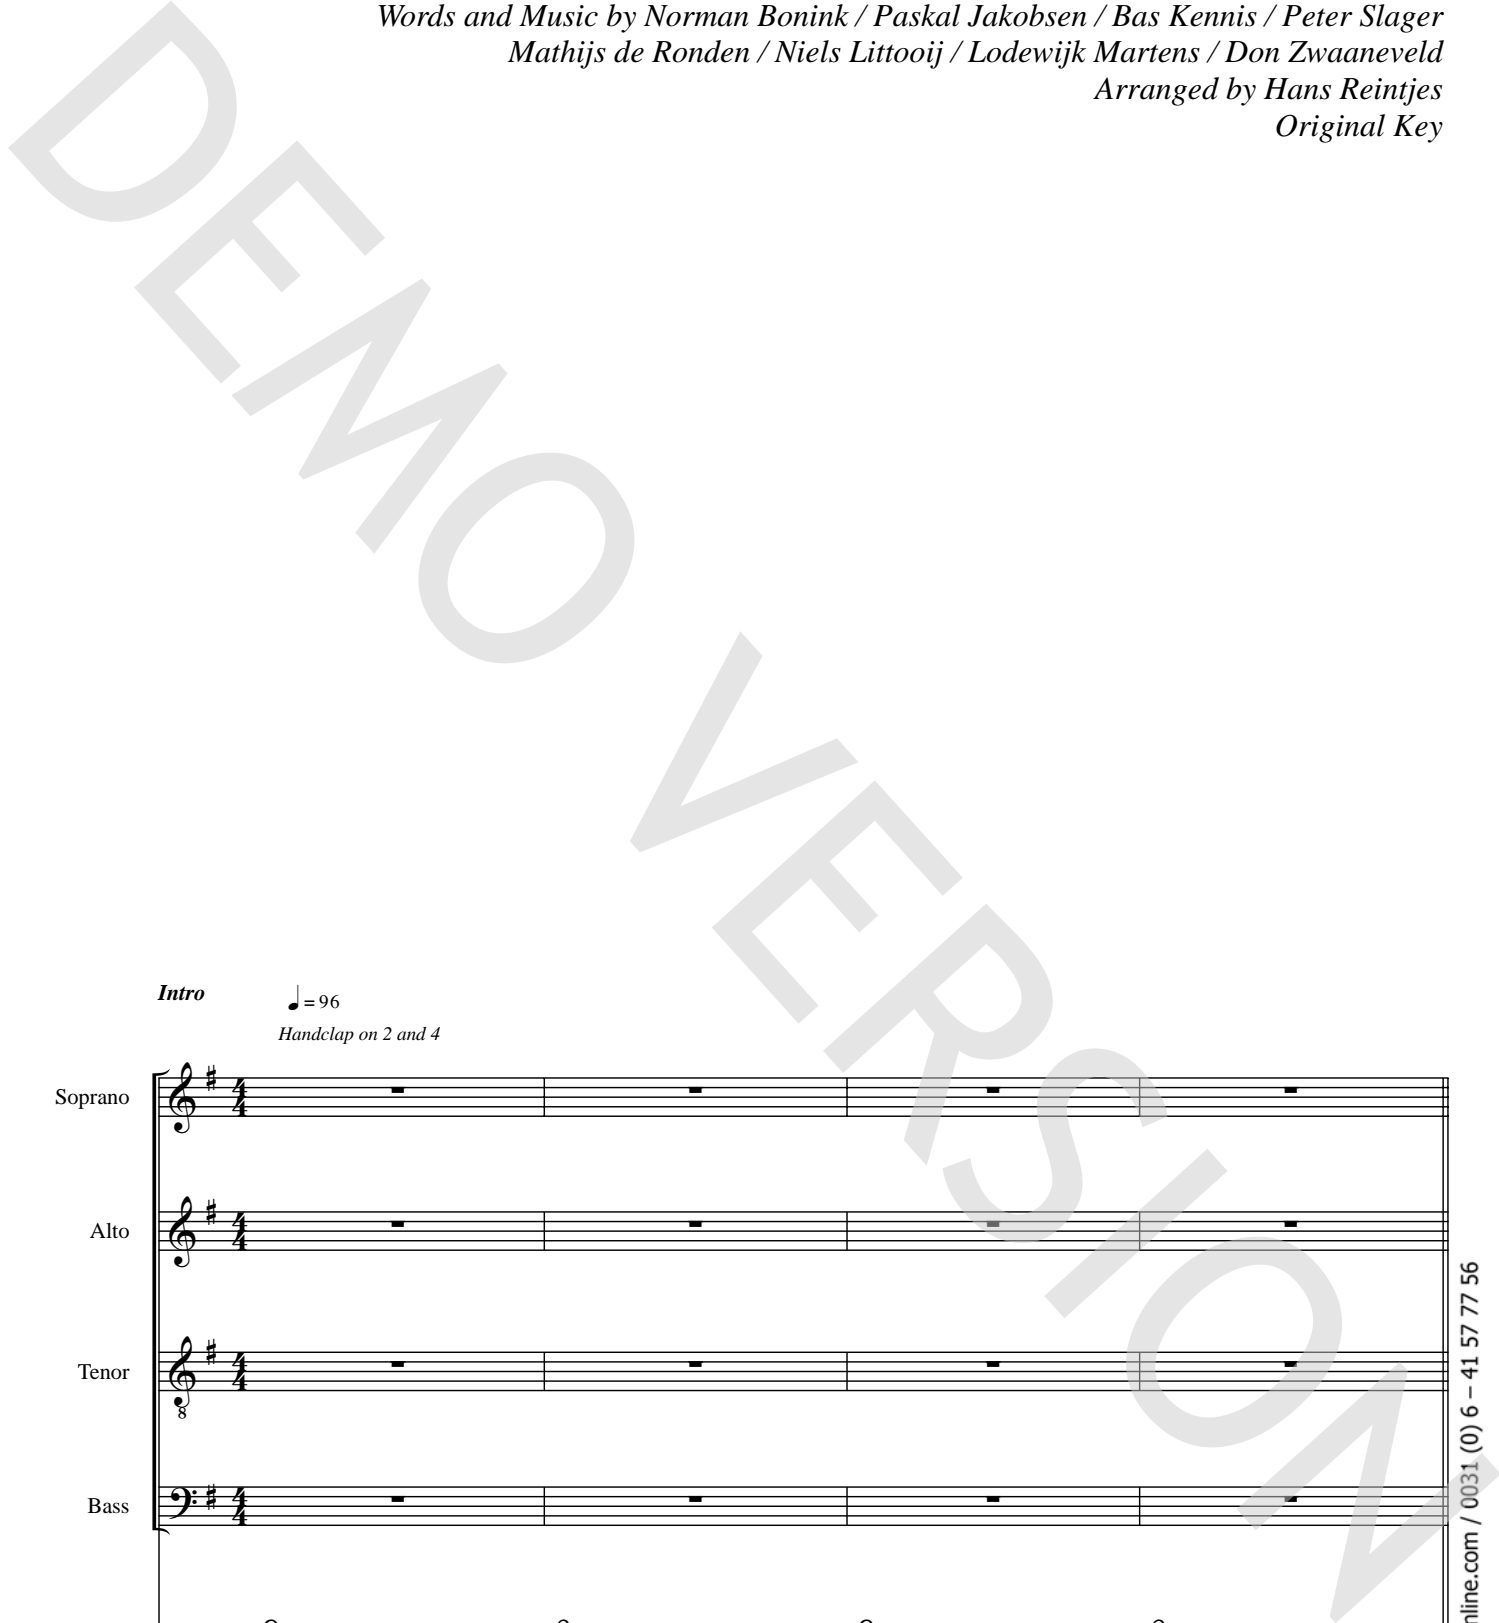 Words and Music by Norman Bonink / Paskal Jakobsen / Bas Kennis / Peter Slager
Mathijs de Ronden / Niels Littooij / Lodewijk Martens / Don Zwaaneveld
Arranged by Hans Reintjes
Original Key
DEMO VERSION
Intro
= 96
Handclap on 2 and 4
Soprano
Alto
Tenor
8
Bass
nline.com / 0031 (0) 6 – 41 57 77 56